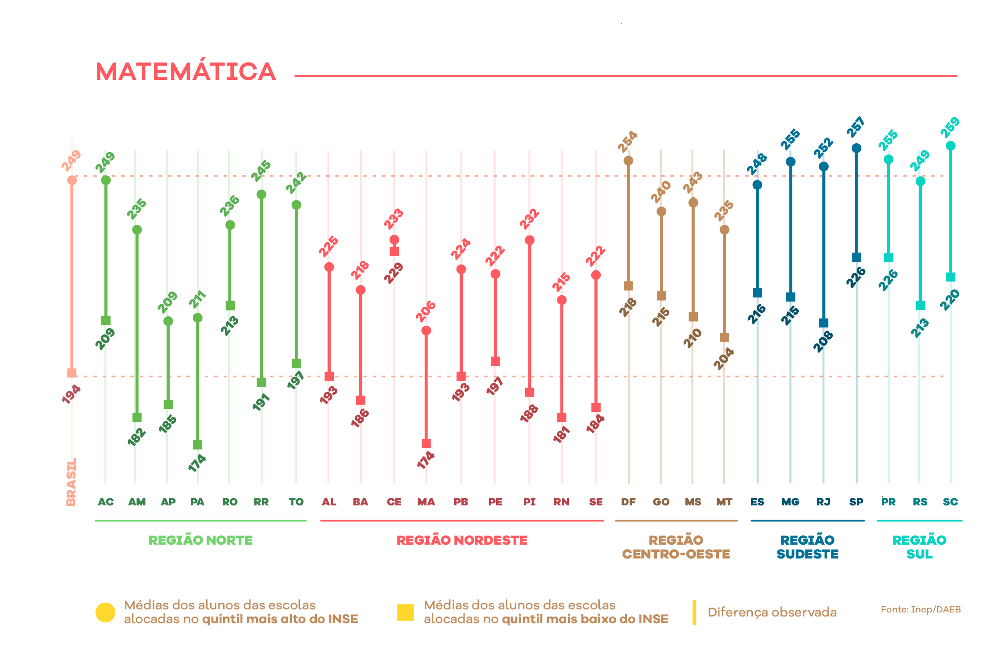 MATEMÁTICA
249 249 235 209 211 236 245 242 225 218 233 206 224 222 232 215 222 254 240 243 235 248 255 252 257 255 249 259
194 209 182 185 174 213 191 197 193 186 229 174 193 197 188 181 184 218 215 210 204 216 215 208 226 226 213 220
BRASIL AC AM AP PA RO RR TO AL BA CE MA PB PE PI RN SE DF GO MS MT ES MG RJ SP PR RS SC
REGIÃO NORTE
REGIÃO NORDESTE
REGIÃO
CENTRO-OESTE
REGIÃO
SUDESTE
REGIÃO
SUL
Médias dos alunos das escolas
alocadas no quintil mais alto do INSE
Médias dos alunos das escolas
alocadas no quintil mais baixo do INSE
Diferença observada
Fonte: Inep/DAEB